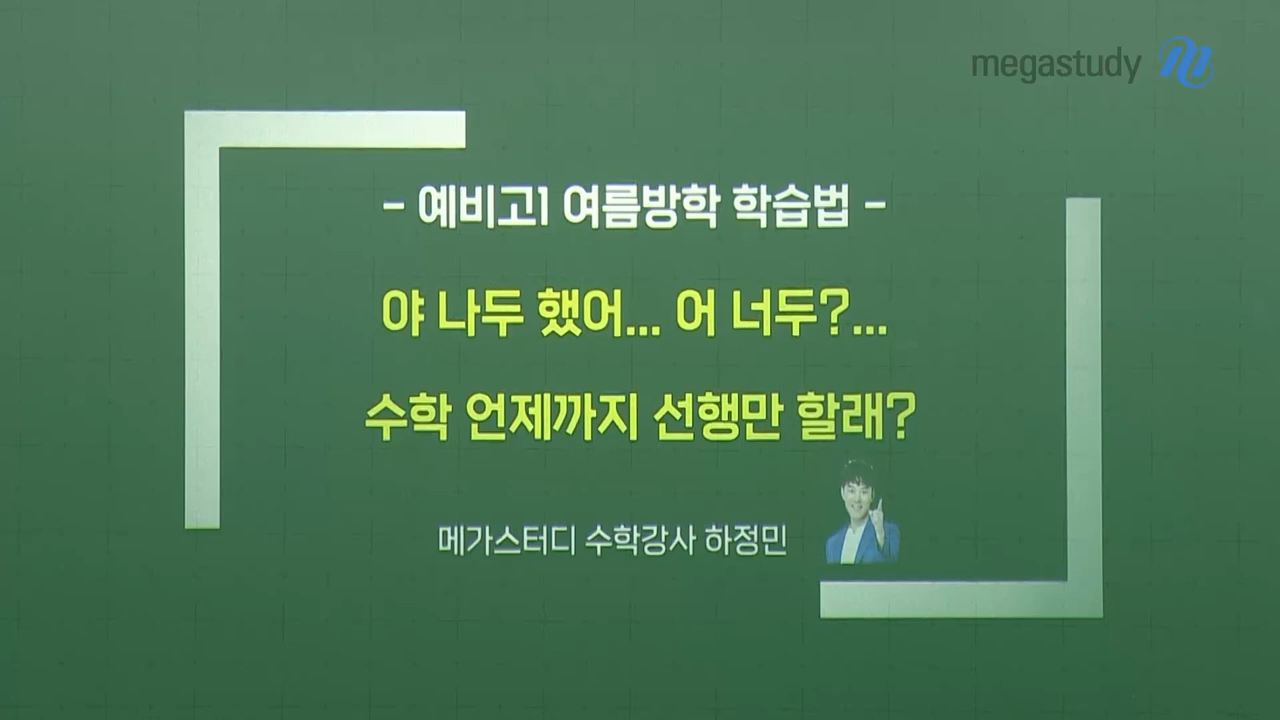 megastudy
- 예비고1 여름방학 학습법 -
야 나두 했어... 어 너두?...
수학 언제까지 선행만 할래?
메가스터디 수학강사 하정민